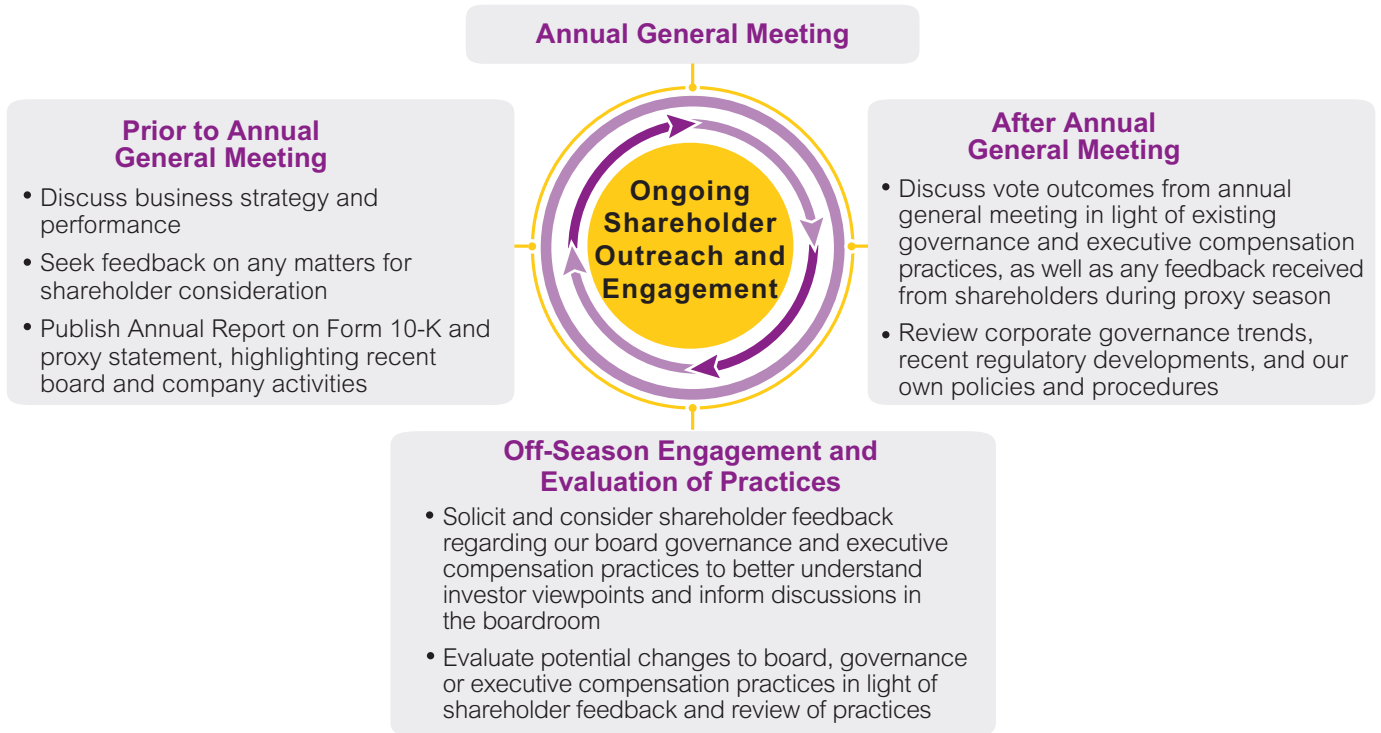 Annual General Meeting
Prior to Annual
General Meeting
• Discuss business strategy and
performance
• Seek feedback on any matters for
shareholder consideration
• Publish Annual Report on Form 10-K and
proxy statement, highlighting recent
board and company activities
Ongoing
Shareholder
Outreach and
Engagement
After Annual
General Meeting
• Discuss vote outcomes from annual
general meeting in light of existing
governance and executive compensation
practices, as well as any feedback received
from shareholders during proxy season
• Review corporate governance trends,
recent regulatory developments, and our
own policies and procedures
Off-Season Engagement and
Evaluation of Practices
• Solicit and consider shareholder feedback
regarding our board governance and executive
compensation practices to better understand
investor viewpoints and inform discussions in
the boardroom
• Evaluate potential changes to board, governance
or executive compensation practices in light of
shareholder feedback and review of practices